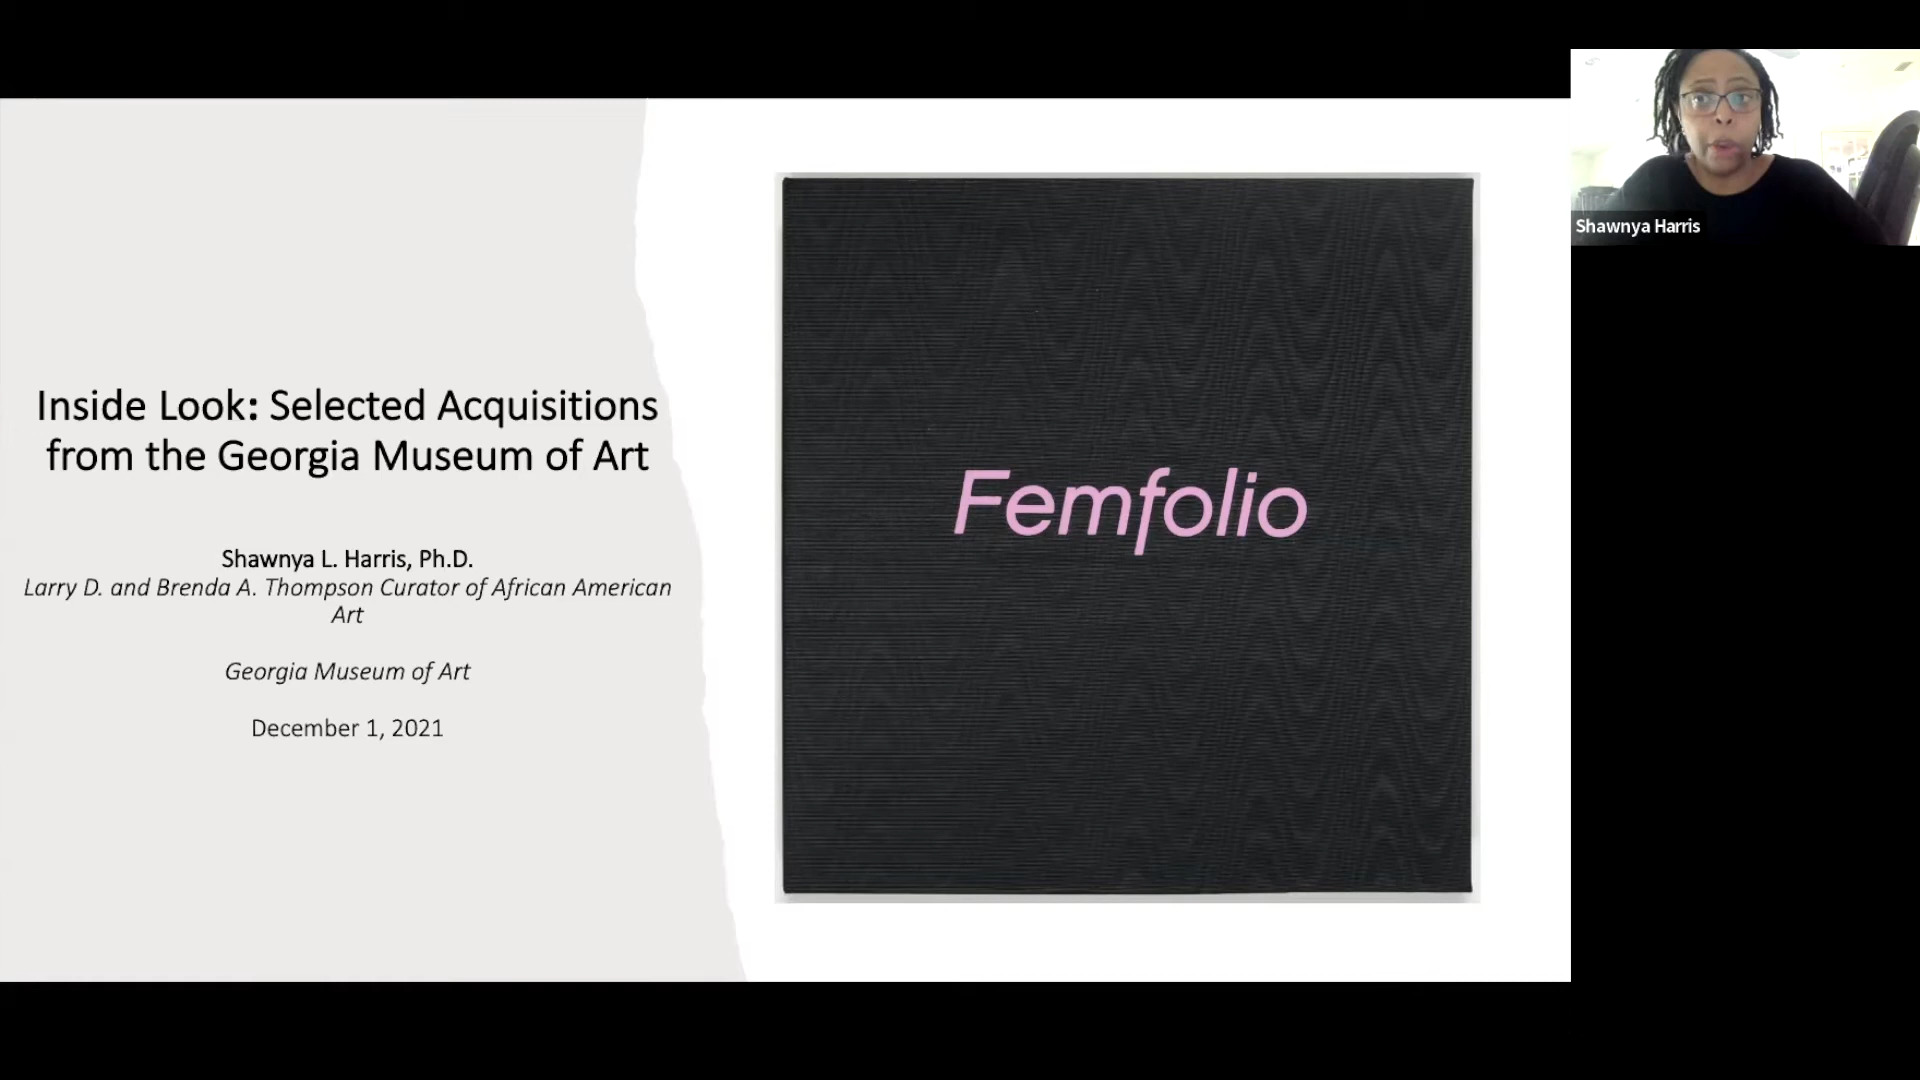 Inside Look: Selected Acquisitions
from the Georgia Museum of Art
Shawnya L. Harris, Ph.D.
Larry D. and Brenda A. Thompson Curator of African American
Art
Georgia Museum of Art
December 1, 2021
Femfolio
Shawnya Harris